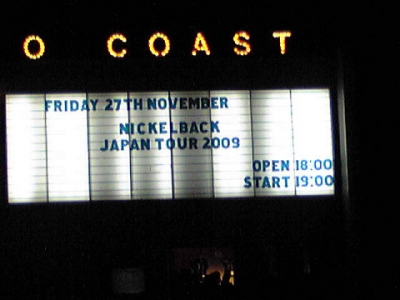 O COAST
FRIDAY 27TH NOVEMBER
NICKELBACK
JAPAN TOUR 2009
OPEN 18:00
START 19:00